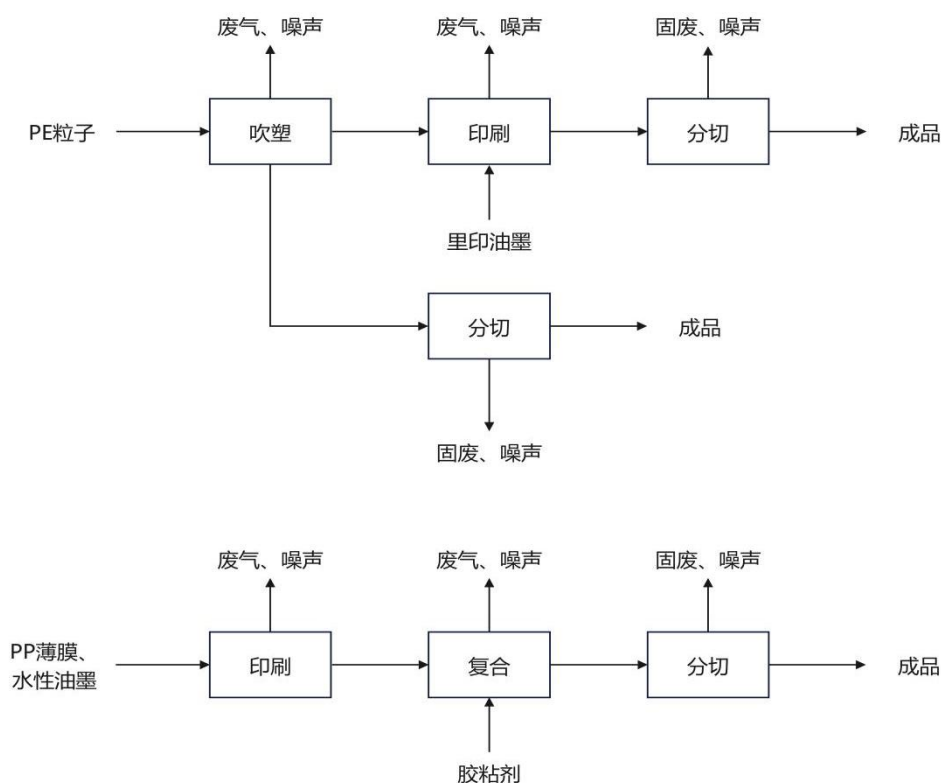 废气、噪声
废气、噪声
固废、噪声
PE粒子
吹塑
印刷
分切
成品
里印油墨
分切
成品
固废、噪声
废气、噪声
废气、噪声
固废、噪声
PP薄膜、
水性油墨
印刷
复合
分切
成品
胶粘剂